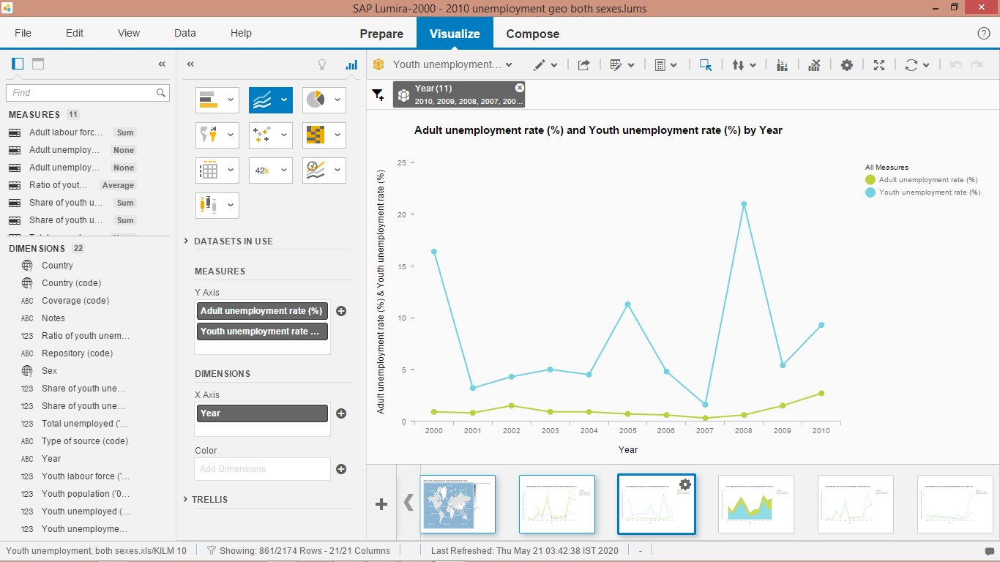 SAP Lumira-2000 - 2010 unemployment geo both sexes.lums
File Edit View Data Help
Prepare Visualize Compose
Youth unemployment...
Find
Year (11)
2010, 2009, 2008, 2007, 200...
MEASURES 11
Adult labour forc... Sum
Adult unemploy... None
Adult unemploy... None
Ratio of yout... Average
Share of youth u... Sum
Share of youth u... Sum
DIMENSIONS 22
Country
Country (code)
ABC Coverage (code)
ABC Notes
123 Ratio of youth unem...
ABC Repository (code)
Sex
123 Share of youth une...
123 Share of youth une...
123 Total unemployed ('...
ABC Type of source (code)
ABC Year
123 Youth labour force ('...
123 Youth population ('0...
123 Youth unemployed (...
123 Youth unemployme...
42k
DATASETS IN USE
MEASURES
Y Axis
Adult unemployment rate (%)
Youth unemployment rate ...
DIMENSIONS
X Axis
Year
Color
Add Dimensions
TRELLIS
Adult unemployment rate (%) and Youth unemployment rate (%) by Year
Adult unemployment rate (%) & Youth unemployment rate (%)
25
20
15
10
5
0
2000 2001 2002 2003 2004 2005 2006 2007 2008 2009 2010
Year
All Measures
Adult unemployment rate (%)
Youth unemployment rate (%)
Youth unemployment, both sexes.xls/KILM 10
Showing: 861/2174 Rows - 21/21 Columns
Last Refreshed: Thu May 21 03:42:38 IST 2020
-